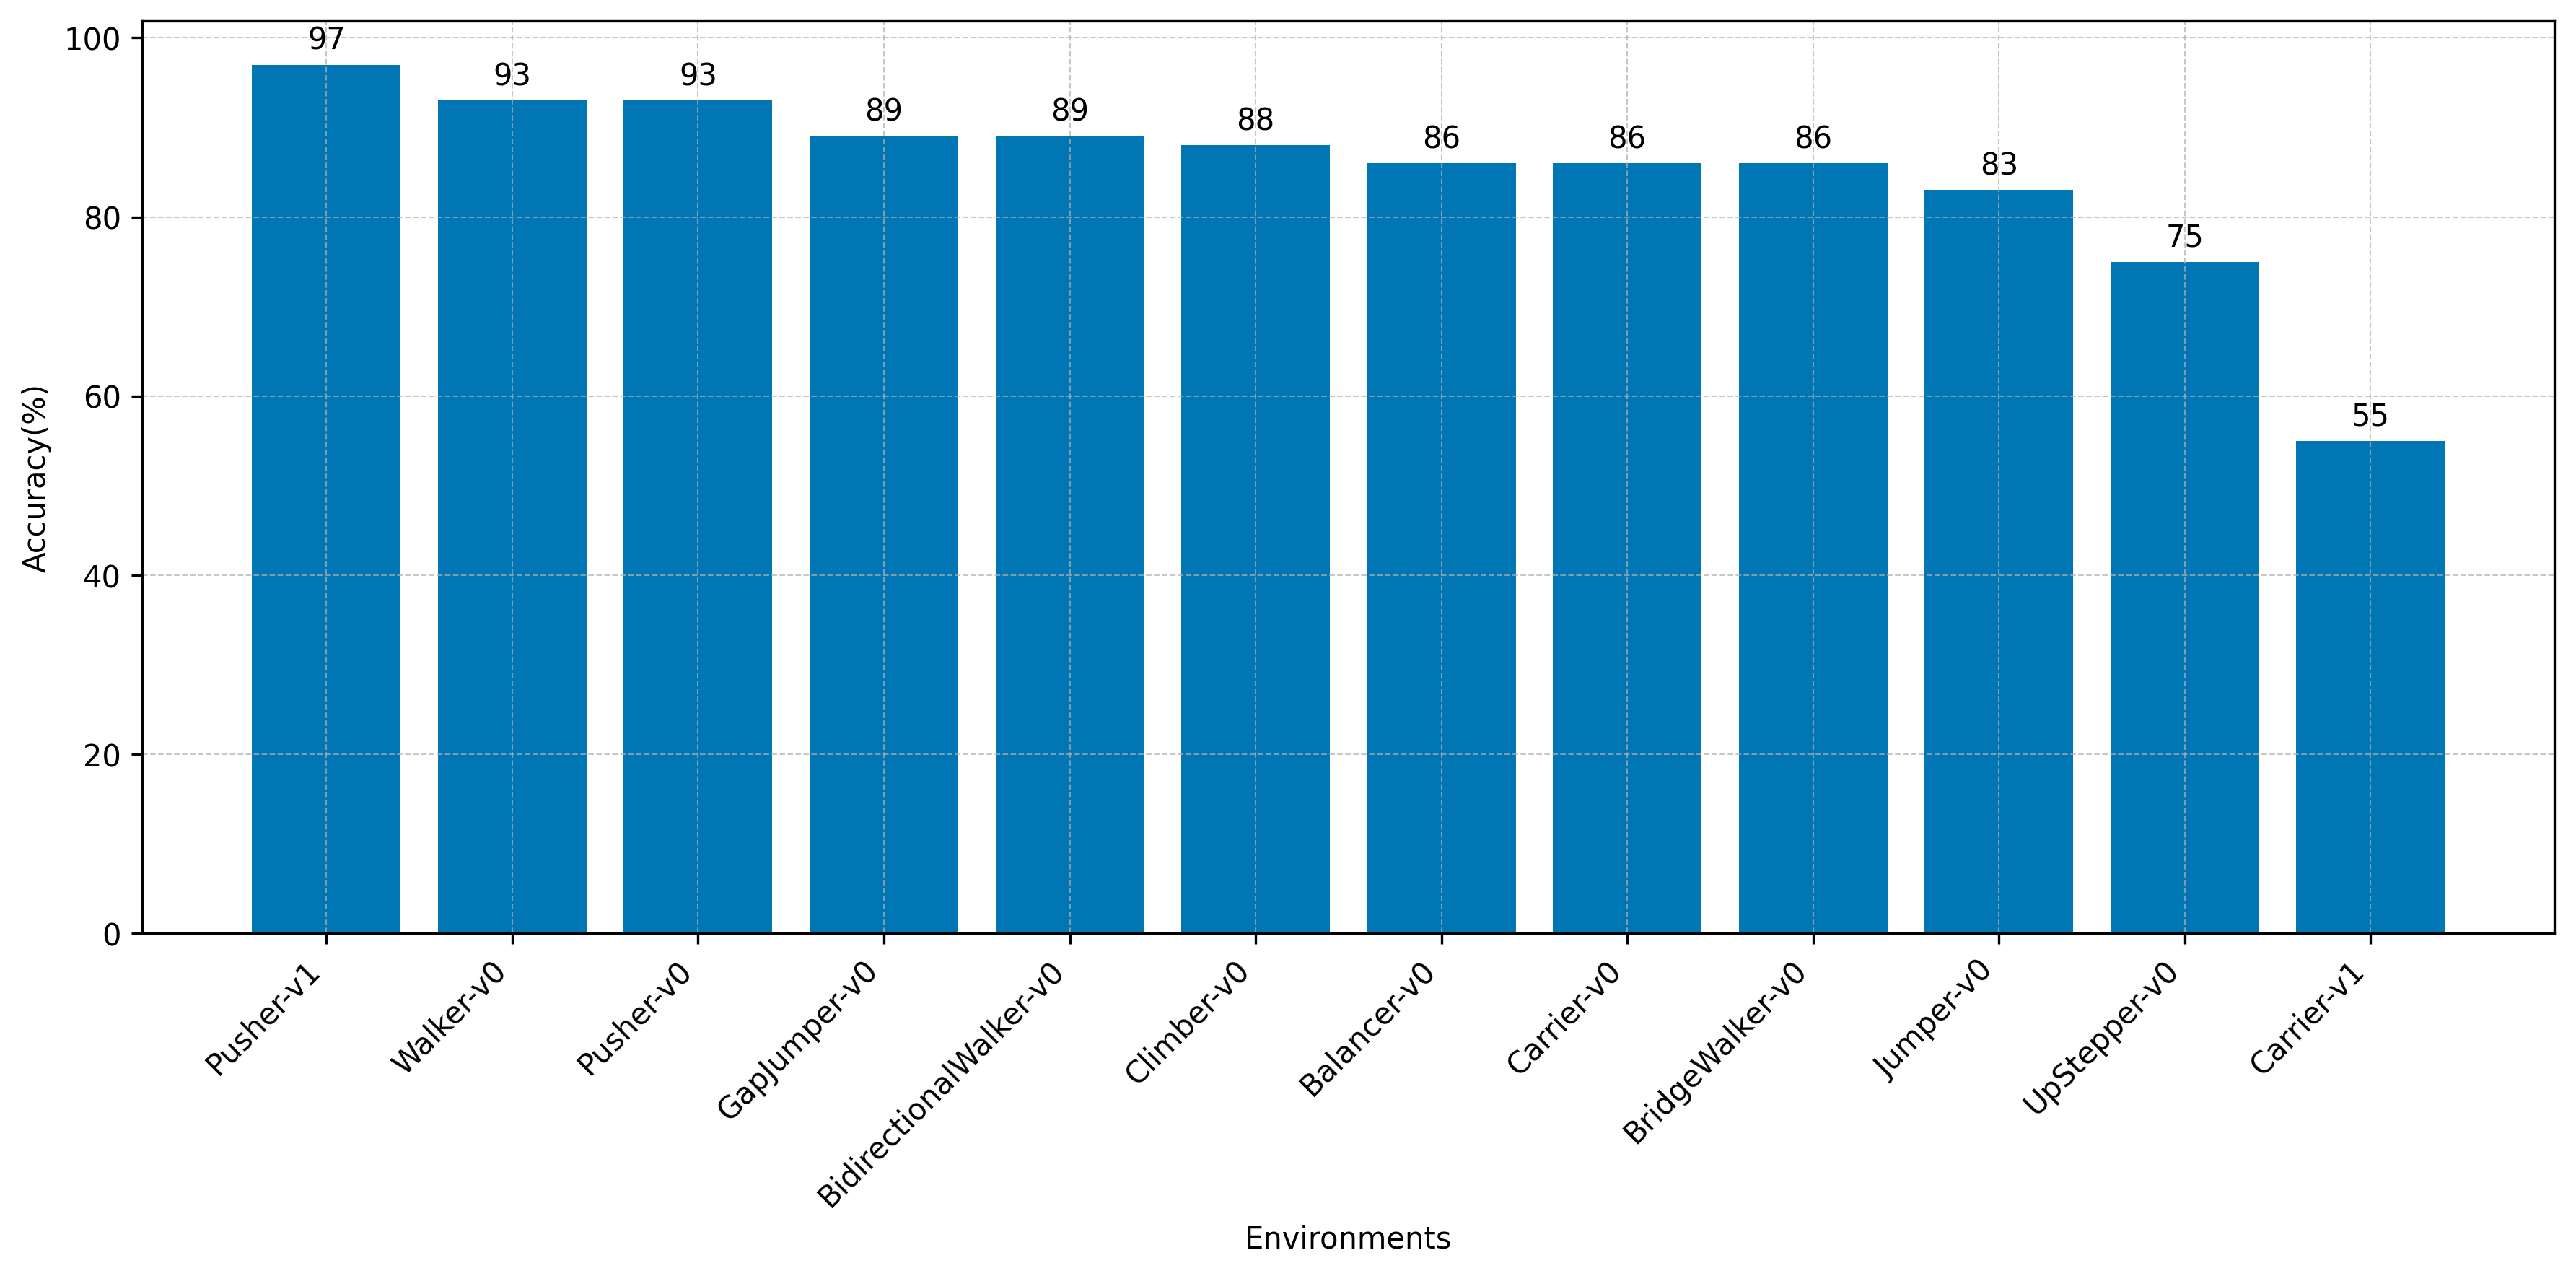 Accuracy(%)
100
80
60
40
20
0
97
93
93
89
89
88
86
86
86
83
75
55
Pusher-v1
Walker-v0
Pusher-v0
GapJumper-v0
BidirectionalWalker-v0
Climber-v0
Balancer-v0
Carrier-v0
BridgeWalker-v0
Jumper-v0
UpStepper-v0
Carrier-v1
Environments